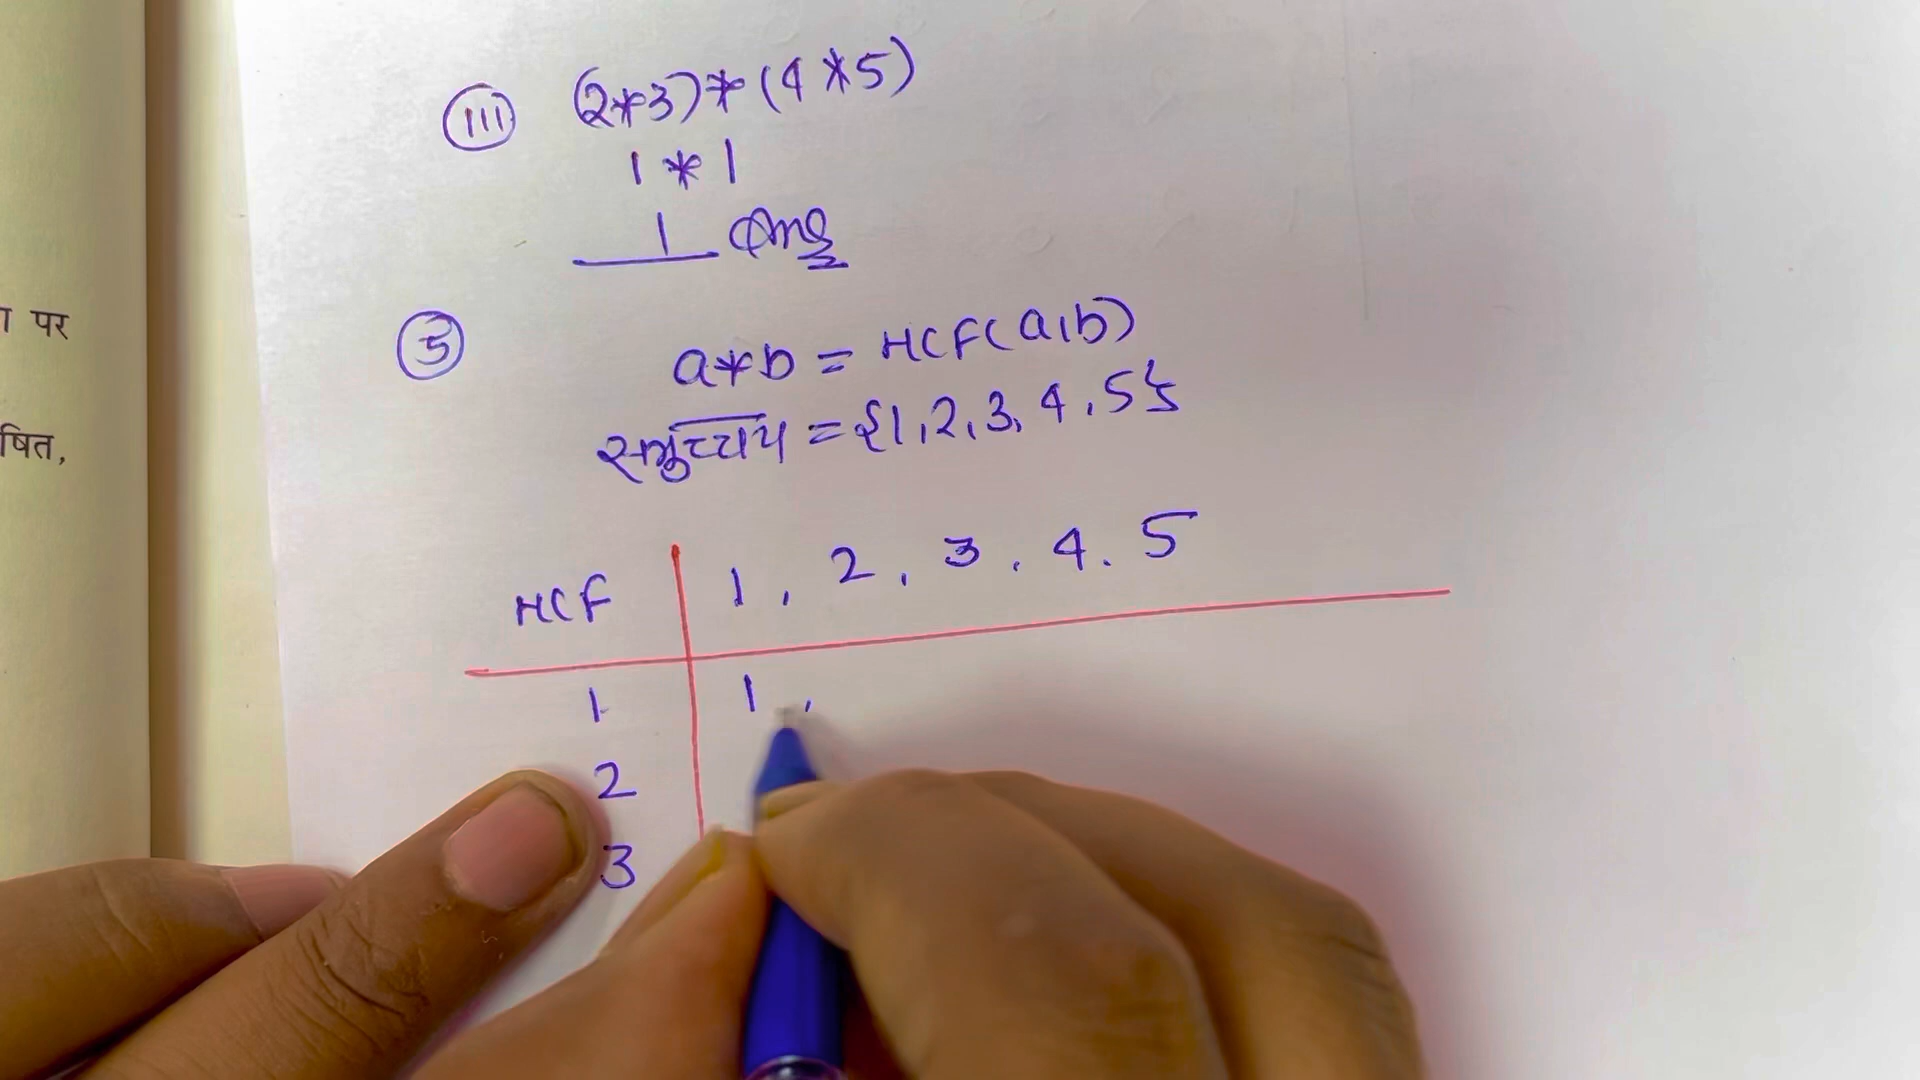 (iii) (2*3)*(4*5)
1 * 1
1 Ans
ा पर
(5) a*b = HCF(a,b)
षित,
समुच्चय = {1,2,3,4,5}
HCF 1, 2, 3, 4. 5
1 1,
2
3